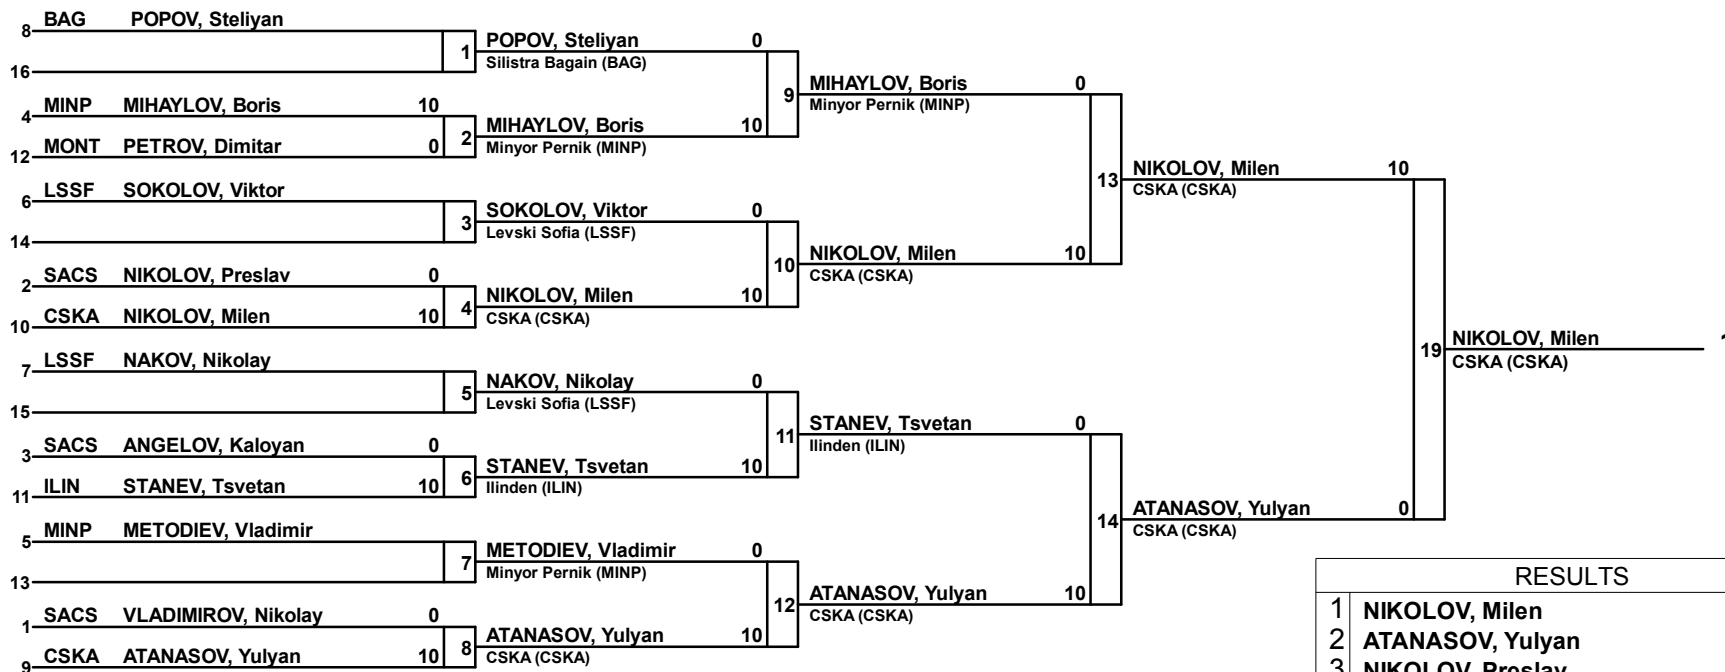 8 BAG POPOV, Steliyan
16
1 POPOV, Steliyan 0
Silistra Bagain (BAG)
4 MINP MIHAYLOV, Boris 10
12 MONT PETROV, Dimitar 0
2 MIHAYLOV, Boris 10
Minyor Pernik (MINP)
6 LSSF SOKOLOV, Viktor
14
3 SOKOLOV, Viktor 0
Levski Sofia (LSSF)
2 SACS NIKOLOV, Preslav 0
10 CSKA NIKOLOV, Milen 10
4 NIKOLOV, Milen 10
CSKA (CSKA)
7 LSSF NAKOV, Nikolay
15
5 NAKOV, Nikolay 0
Levski Sofia (LSSF)
3 SACS ANGELOV, Kaloyan 0
11 ILIN STANEV, Tsvetan 10
6 STANEV, Tsvetan 10
Ilinden (ILIN)
5 MINP METODIEV, Vladimir
13
7 METODIEV, Vladimir 0
Minyor Pernik (MINP)
1 SACS VLADIMIROV, Nikolay 0
9 CSKA ATANASOV, Yulyan 10
8 ATANASOV, Yulyan 10
CSKA (CSKA)
9 MIHAYLOV, Boris 0
Minyor Pernik (MINP)
10 NIKOLOV, Milen 10
CSKA (CSKA)
11 STANEV, Tsvetan 0
Ilinden (ILIN)
12 ATANASOV, Yulyan 10
CSKA (CSKA)
13 NIKOLOV, Milen 10
CSKA (CSKA)
14 ATANASOV, Yulyan 0
CSKA (CSKA)
19 NIKOLOV, Milen
CSKA (CSKA)
RESULTS
1 NIKOLOV, Milen
2 ATANASOV, Yulyan
3 NIKOLOV, Preslav